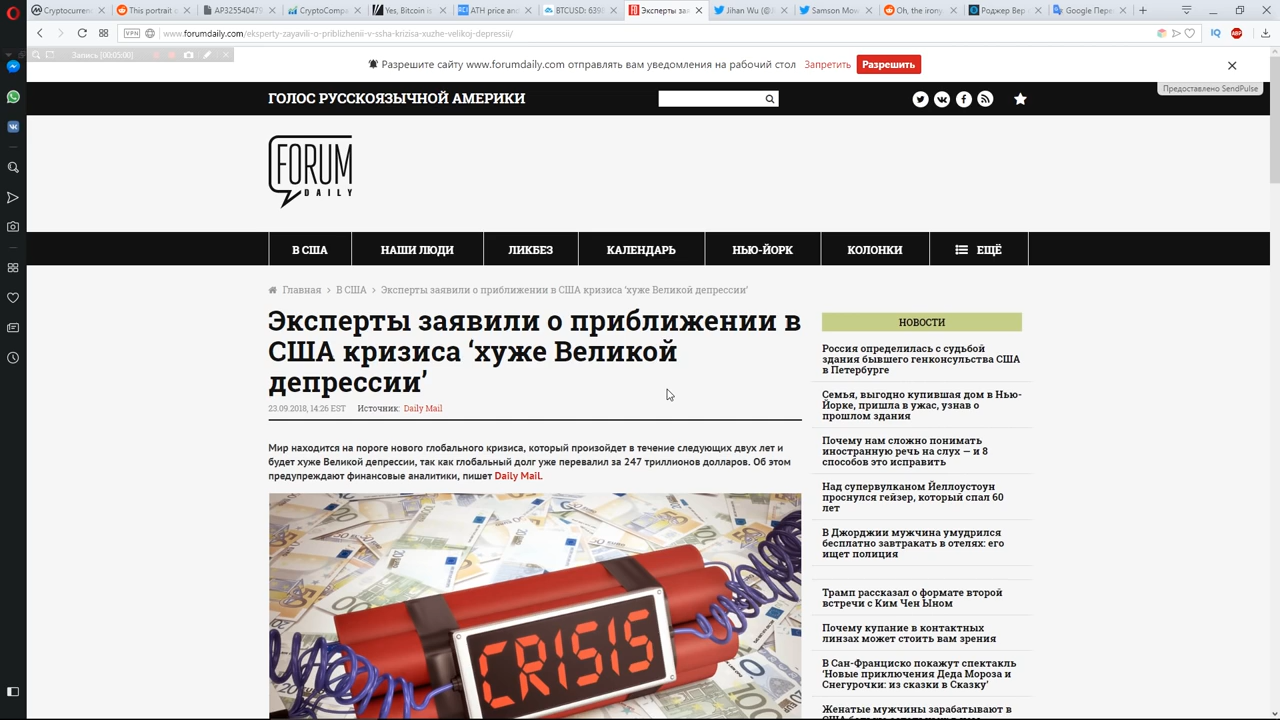 Cryptocurren
This portrait o
AP325540479
CryptoCompe
Yes, Bitcoin is
ATH price and
BTCUSD: 6398
Эксперты зая
Jihan Wu (@J
Samson Mow
Oh, the irony
Роджер Вер
Google Пере
VPN
www.forumdaily.com/eksperty-zayavili-o-priblizhenii-v-ssha-krizisa-xuzhe-velikoj-depressii/
IQ
ABP
Запись [00:05:00]
Разрешите сайту www.forumdaily.com отправлять вам уведомления на рабочий стол
Запретить
Разрешить
Предоставлено SendPulse
ГОЛОС РУССКОЯЗЫЧНОЙ АМЕРИКИ
FORUM
DAILY
В США
НАШИ ЛЮДИ
ЛИКБЕЗ
КАЛЕНДАРЬ
НЬЮ-ЙОРК
КОЛОНКИ
ЕЩЁ
Главная > В США > Эксперты заявили о приближении в США кризиса ‘хуже Великой депрессии’
Эксперты заявили о приближении в
США кризиса ‘хуже Великой
депрессии’
23.09.2018, 14:26 EST Источник: Daily Mail
Мир находится на пороге нового глобального кризиса, который произойдет в течение следующих двух лет и
будет хуже Великой депрессии, так как глобальный долг уже перевалил за 247 триллионов долларов. Об этом
предупреждают финансовые аналитики, пишет Daily Mail.
CRISIS
НОВОСТИ
Россия определилась с судьбой
здания бывшего генконсульства США
в Петербурге
Семья, выгодно купившая дом в Нью-
Йорке, пришла в ужас, узнав о
прошлом здания
Почему нам сложно понимать
иностранную речь на слух — и 8
способов это исправить
Над супервулканом Йеллоустоун
проснулся гейзер, который спал 60
лет
В Джорджии мужчина умудрился
бесплатно завтракать в отелях: его
ищет полиция
Трамп рассказал о формате второй
встречи с Ким Чен Ыном
Почему купание в контактных
линзах может стоить вам зрения
В Сан-Франциско покажут спектакль
‘Новые приключения Деда Мороза и
Снегурочки: из сказки в Сказку’
Женатые мужчины зарабатывают в